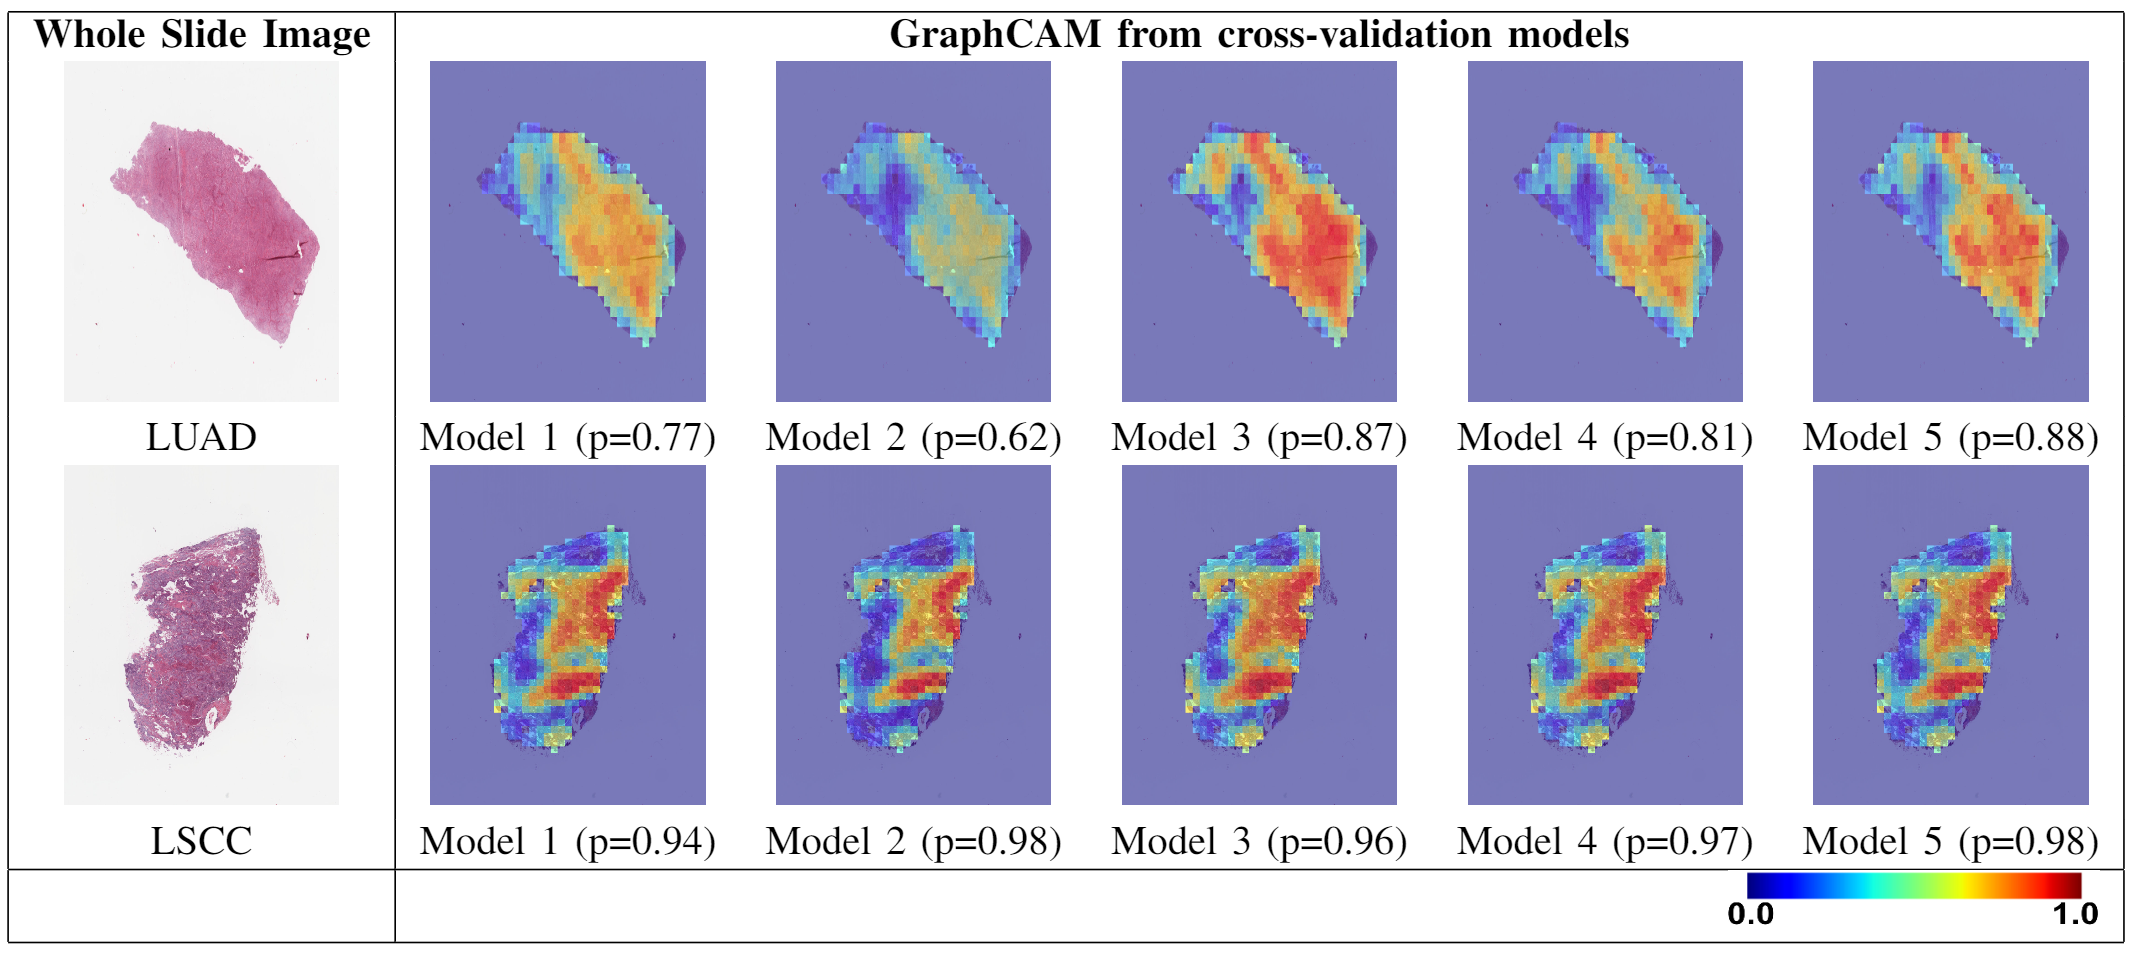 Whole Slide Image
GraphCAM from cross-validation models
LUAD
Model 1 (p=0.77)
Model 2 (p=0.62)
Model 3 (p=0.87)
Model 4 (p=0.81)
Model 5 (p=0.88)
LSCC
Model 1 (p=0.94)
Model 2 (p=0.98)
Model 3 (p=0.96)
Model 4 (p=0.97)
Model 5 (p=0.98)
0.0
1.0